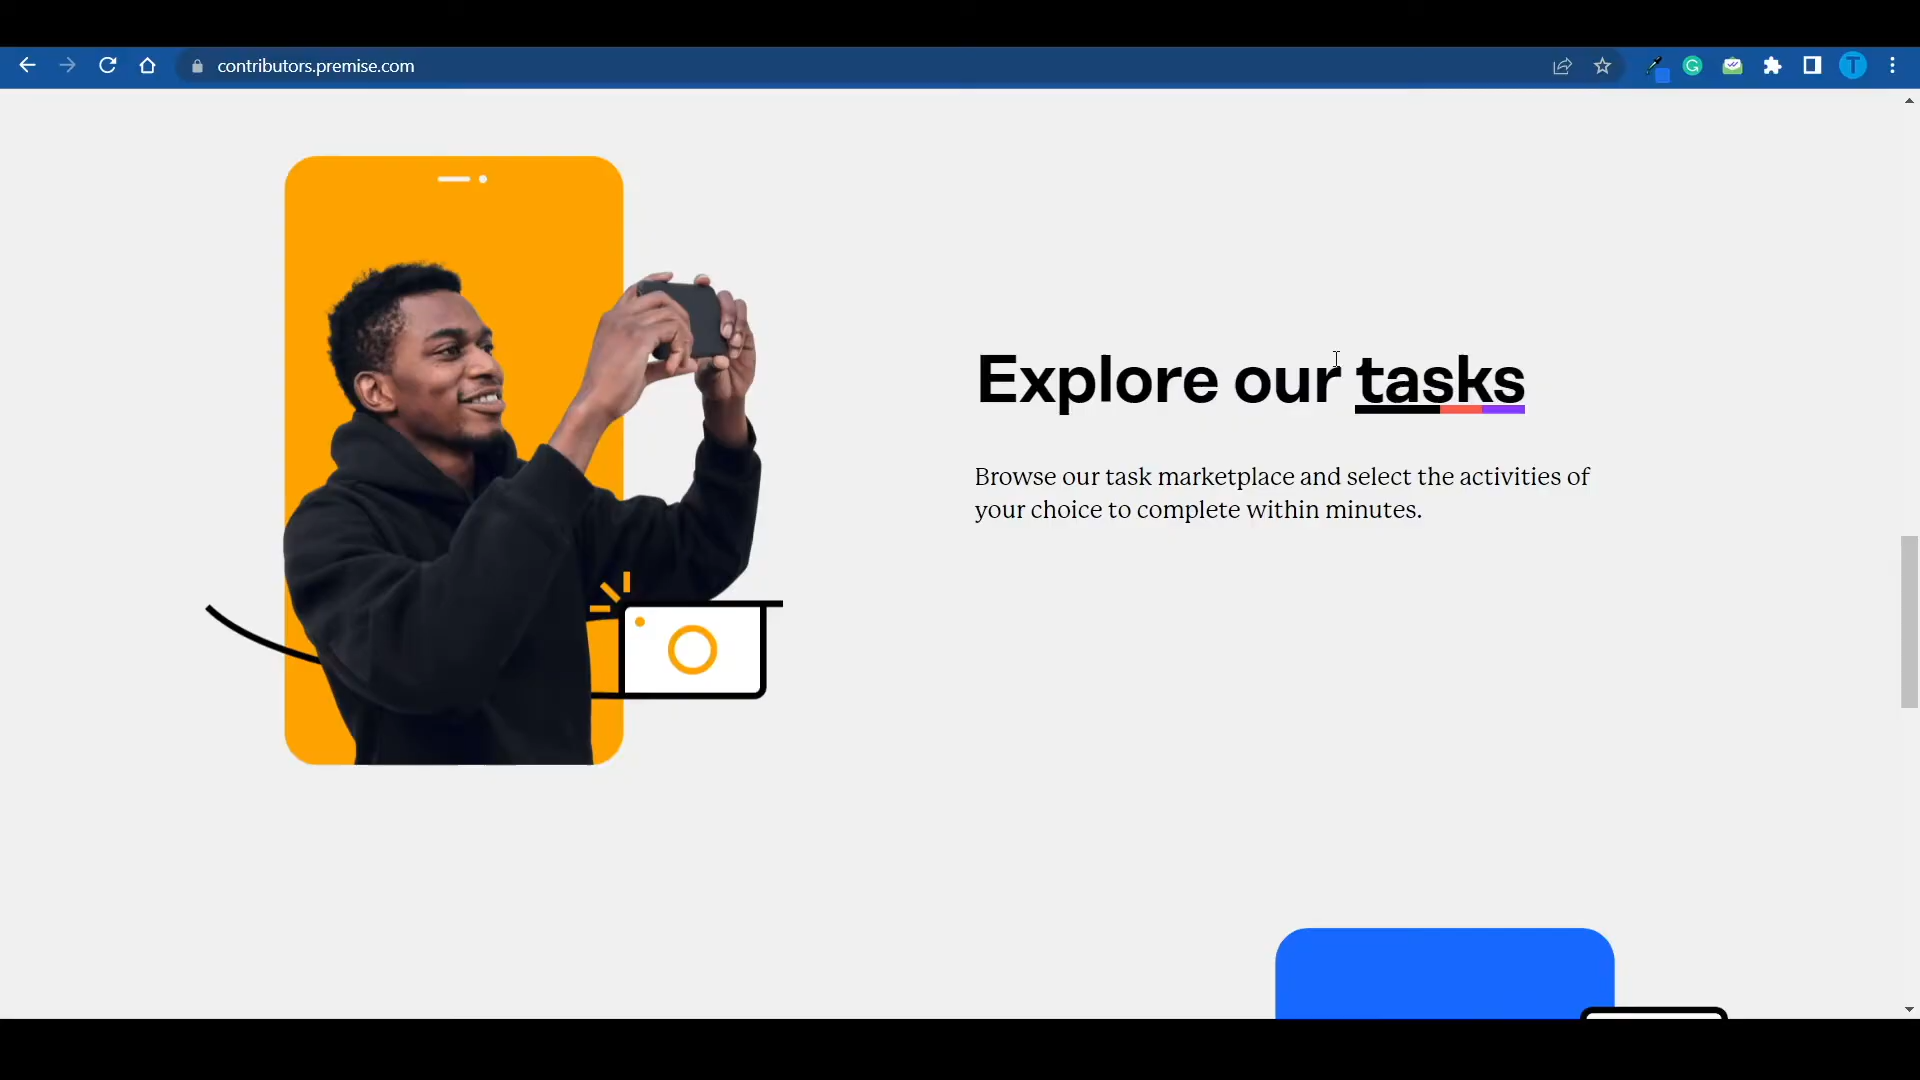 contributors.premise.com
T
Explore our tasks
Browse our task marketplace and select the activities of
your choice to complete within minutes.